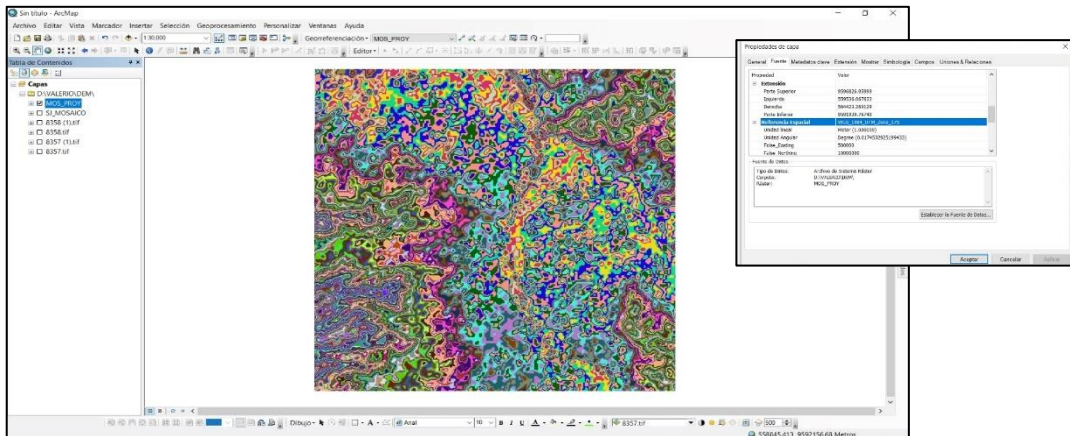 Sin título - ArcMap
Archivo Editar Vista Marcador Insertar Selección Geoprocesamiento Personalizar Ventanas Ayuda
1:30.000
Georreferenciación MOS_PROY
Editor
Tabla de Contenidos
Capas
D:\VALERIO\DEM\
MOS_PROY
SJ_MOSAICO
8358 (1).tif
8358.tif
8357 (1).tif
8357.tif
Dibujo
Arial
10
B I U A
8357.tif
500
558045,413 9592156,68 Metros
Propiedades de capa
General Fuente Metadatos clave Extensión Mostrar Simbología Campos Uniones & Relaciones
Propiedad Valor
Extensión
Parte Superior
Izquierda
Derecha
Parte Inferior
Referencia Espacial WGS_1984_UTM_Zone_17S
Unidad lineal Meter (1.000000)
Unidad Angular
False_Easting 500000
False_Northing 10000000
Fuente de Datos
Tipo de Datos: Archivo de Sistema Ráster
Carpeta: D:\VALERIO\DEM\
Ráster: MOS_PROY
Establecer la Fuente de Datos...
Aceptar Cancelar Aplicar